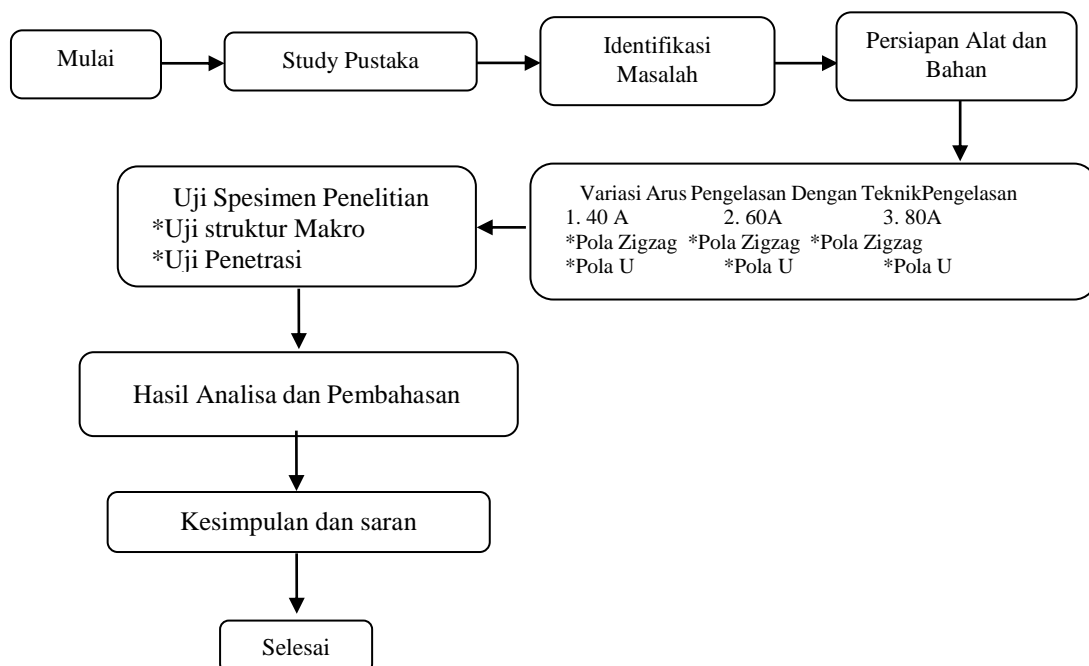 Mulai
Study Pustaka
Identifikasi
Masalah
Persiapan Alat dan
Bahan
Variasi Arus Pengelasan Dengan TeknikPengelasan
1. 40 A 2. 60A 3. 80A
*Pola Zigzag *Pola Zigzag *Pola Zigzag
*Pola U *Pola U *Pola U
Uji Spesimen Penelitian
*Uji struktur Makro
*Uji Penetrasi
Hasil Analisa dan Pembahasan
Kesimpulan dan saran
Selesai